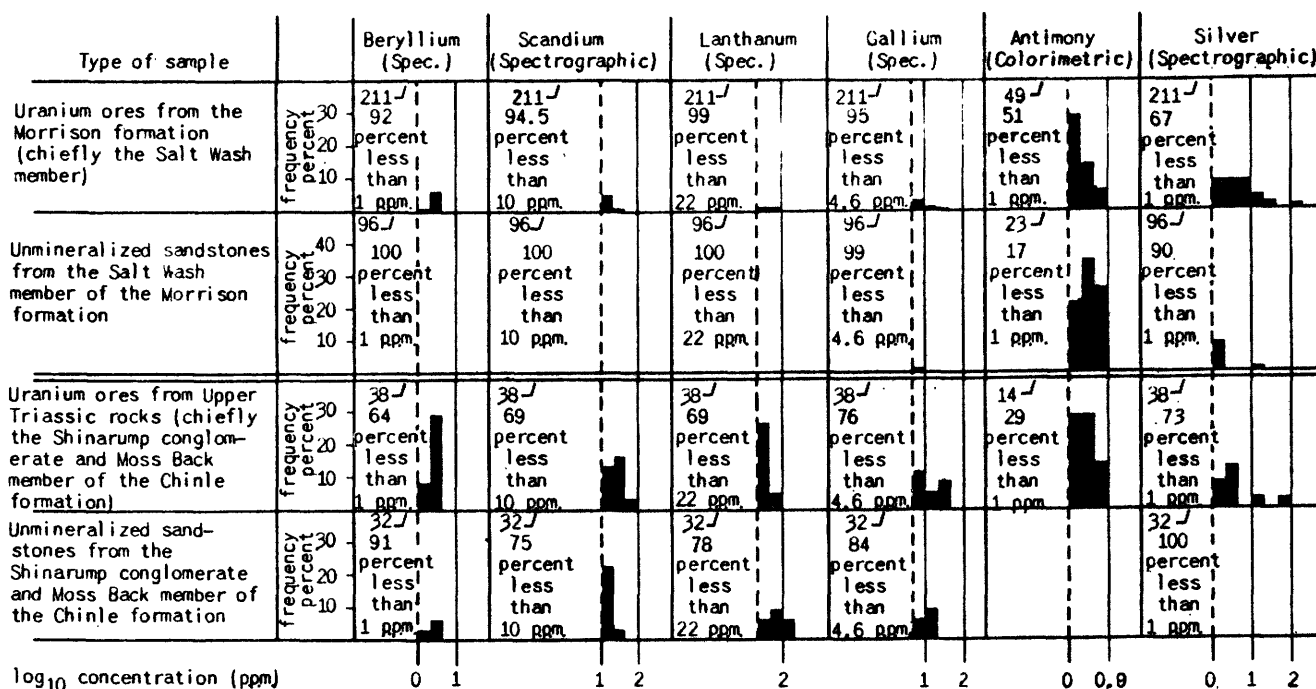 Type of sample
Beryllium
(Spec.)
Scandium
(Spectrographic)
Lanthanum
(Spec.)
Gallium
(Spec.)
Antimony
(Colorimetric)
Silver
(Spectrographic)
Uranium ores from the
Morrison formation
(chiefly the Salt Wash
member)
frequency
percent
30
20
10
211
92
percent
less
than
1 ppm.
211
94.5
percent
less
than
10 ppm.
211
99
percent
less
than
22 ppm.
211
95
percent
less
than
4.6 ppm.
49
51
percent
less
than
1 ppm.
211
67
percent
less
than
1 ppm.
Unmineralized sandstones
from the Salt Wash
member of the Morrison
formation
frequency
percent
40
30
20
10
96
100
percent
less
than
1 ppm.
96
100
percent
less
than
10 ppm.
96
100
percent
less
than
22 ppm.
96
99
percent
less
than
4.6 ppm.
23
17
percent
less
than
1 ppm.
96
90
percent
less
than
1 ppm.
Uranium ores from Upper
Triassic rocks (chiefly
the Shinarump conglom-
erate and Moss Back
member of the Chinle
formation)
frequency
percent
30
20
10
38
64
percent
less
than
1 ppm.
38
69
percent
less
than
10 ppm.
38
69
percent
less
than
22 ppm.
38
76
percent
less
than
4.6 ppm.
14
29
percent
less
than
1 ppm.
38
73
percent
less
than
1 ppm.
Unmineralized sand-
stones from the
Shinarump conglomerate
and Moss Back member of
the Chinle formation
frequency
percent
30
20
10
32
91
percent
less
than
1 ppm.
32
75
percent
less
than
10 ppm.
32
78
percent
less
than
22 ppm.
32
84
percent
less
than
4.6 ppm.
32
100
percent
less
than
1 ppm.
log10 concentration (ppm)
0 1
1 2
2
1 2
0 0.9
0 1 2